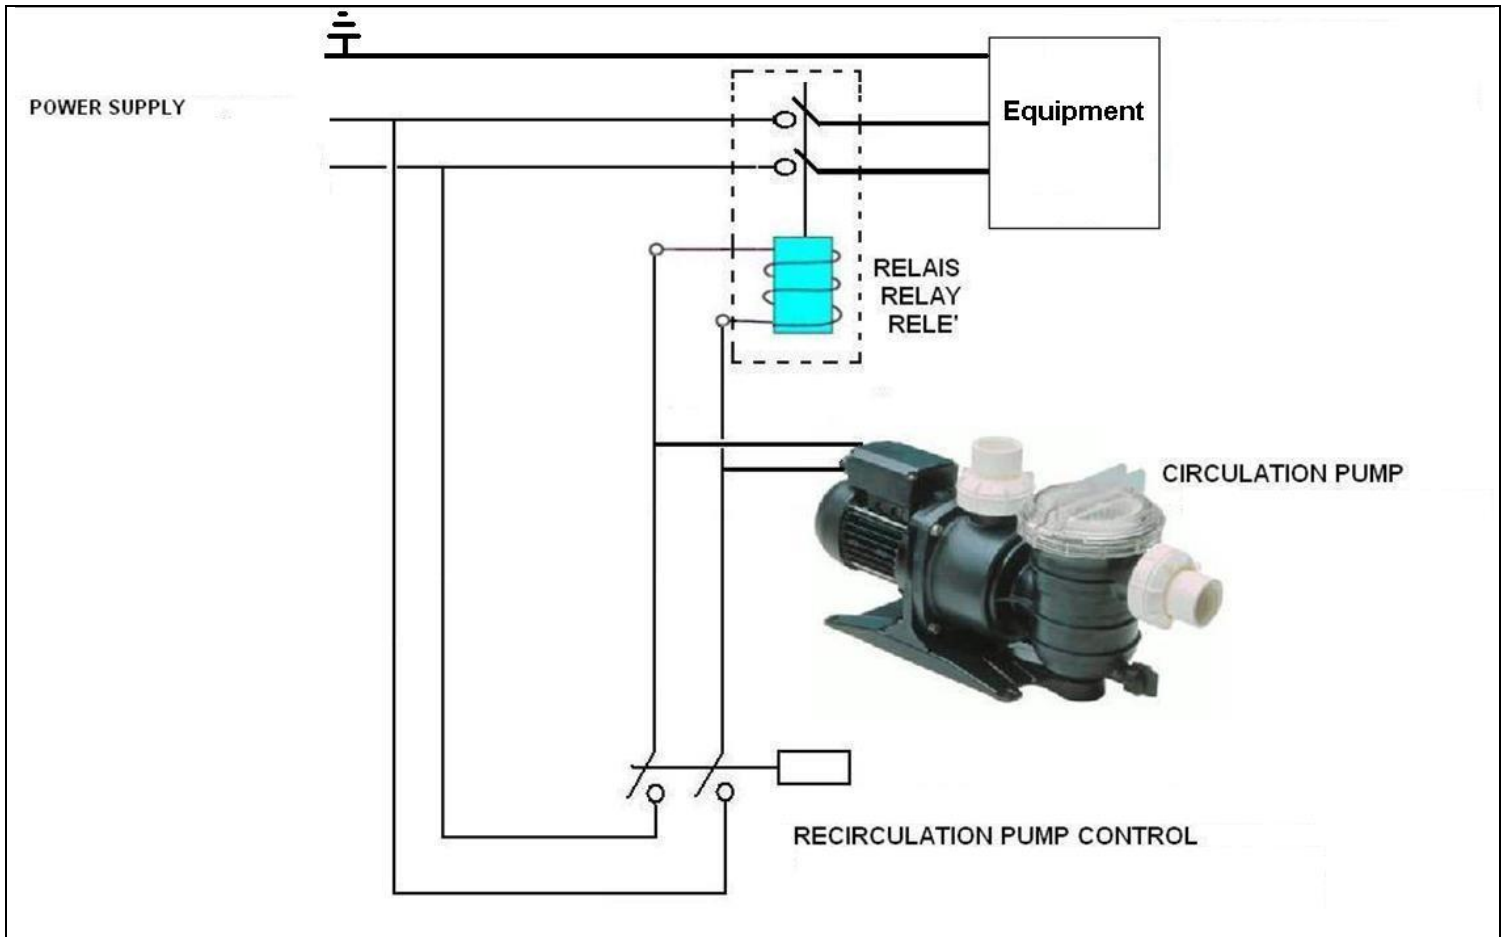 POWER SUPPLY
Equipment
RELAIS
RELAY
RELE'
CIRCULATION PUMP
RECIRCULATION PUMP CONTROL